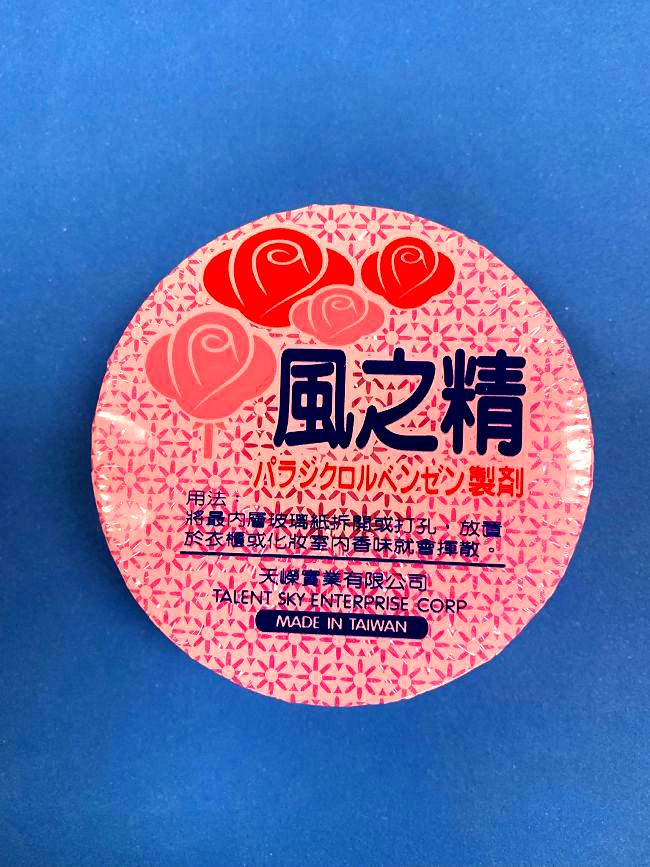 風之精
パラジクロルベンゼン製剤
用法：
將最內層玻璃紙拆開或打孔，放置
於衣櫃或化妝室內香味就會揮散。
天嶸實業有限公司
TALENT SKY ENTERPRISE CORP
MADE IN TAIWAN